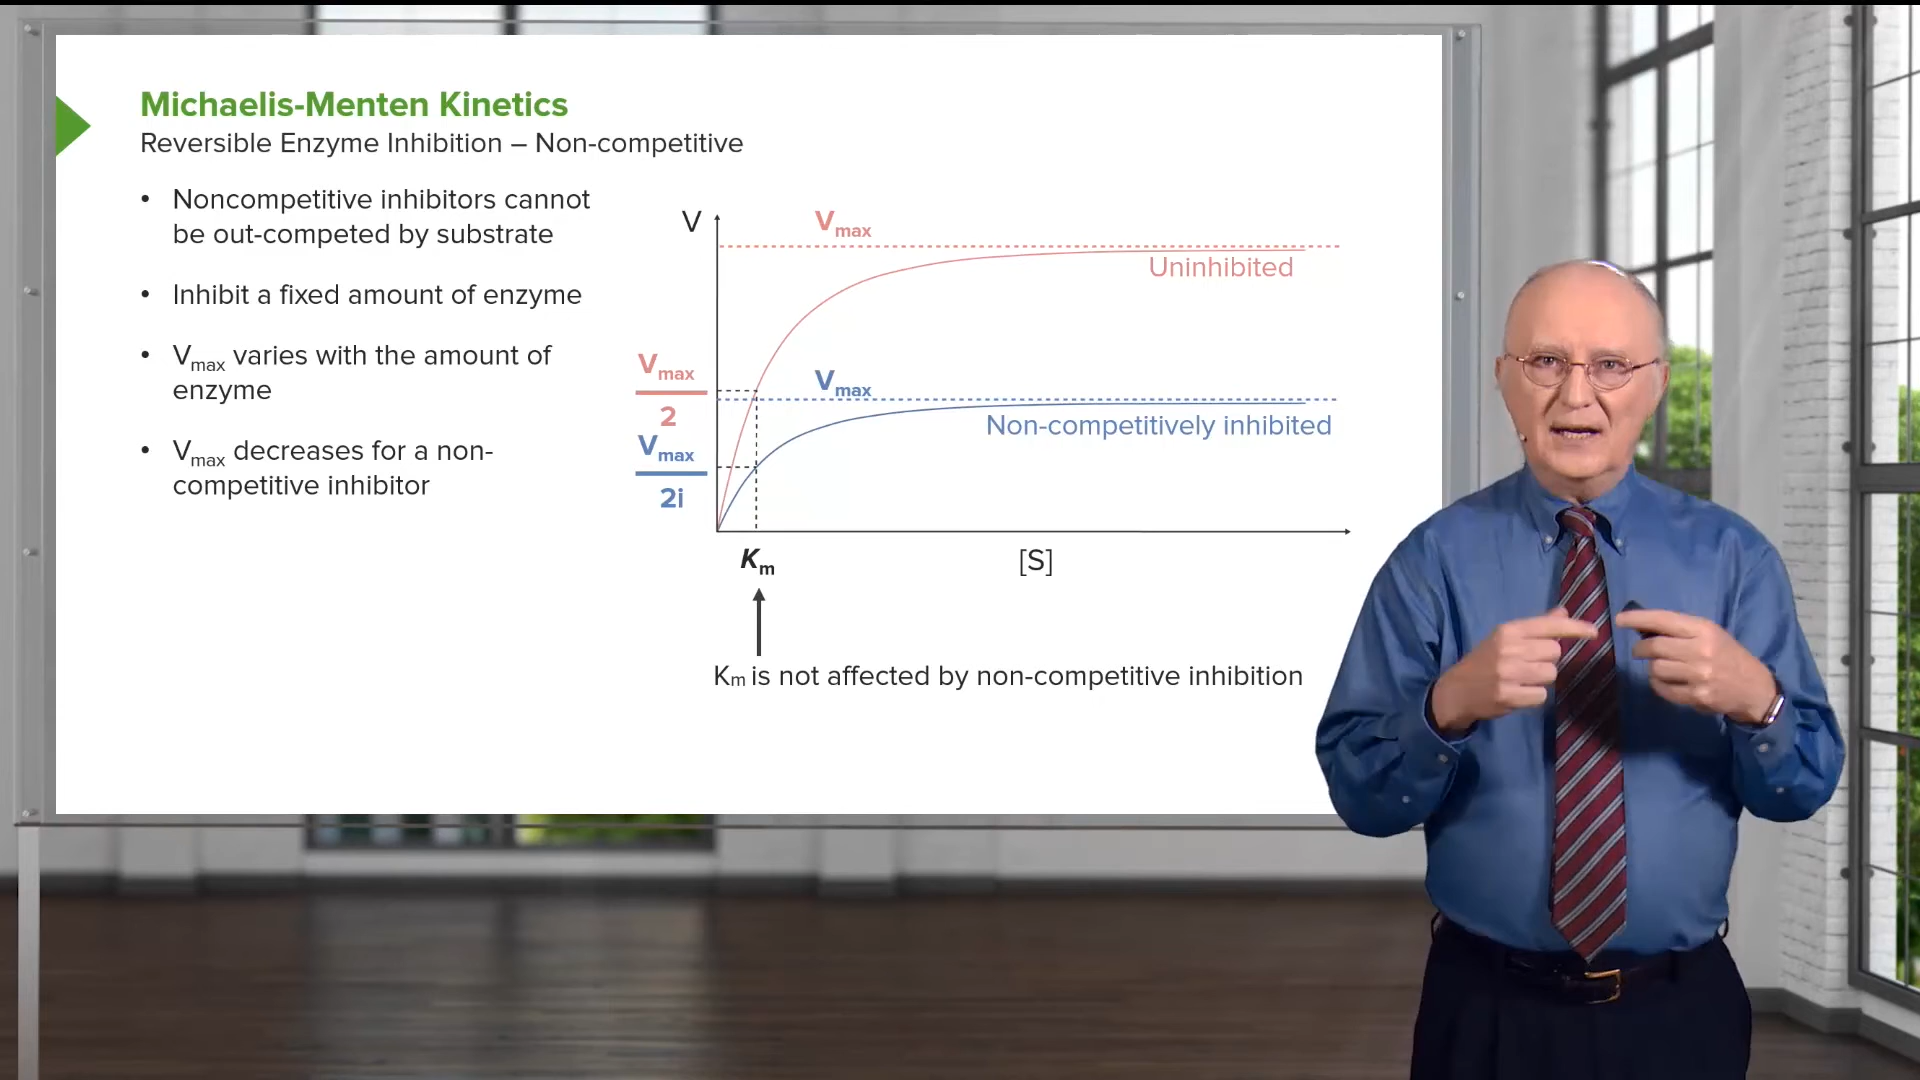 Michaelis-Menten Kinetics
Reversible Enzyme Inhibition – Non-competitive
• Noncompetitive inhibitors cannot
be out-competed by substrate
• Inhibit a fixed amount of enzyme
• Vmax varies with the amount of
enzyme
• Vmax decreases for a non-
competitive inhibitor
V
Vmax
Uninhibited
Vmax
2
Vmax
Non-competitively inhibited
Vmax
2i
Km
[S]
Km is not affected by non-competitive inhibition